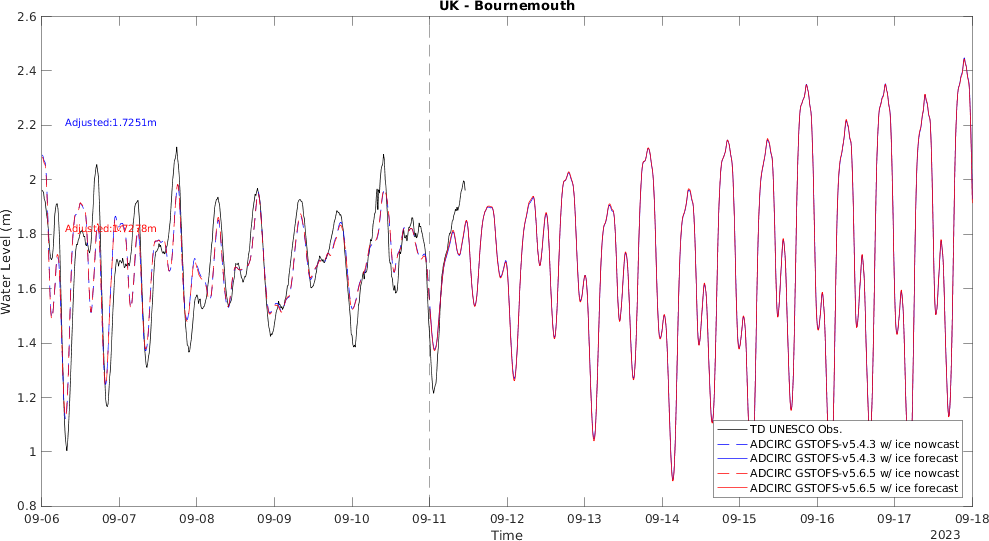 UK - Bournemouth
2.6
2.4
2.2
2
1.8
1.6
1.4
1.2
1
0.8
Water Level (m)
Adjusted:1.7251m
Adjusted:1.7278m
TD UNESCO Obs.
ADCIRC GSTOFS-v5.4.3 w/ ice nowcast
ADCIRC GSTOFS-v5.4.3 w/ ice forecast
ADCIRC GSTOFS-v5.6.5 w/ ice nowcast
ADCIRC GSTOFS-v5.6.5 w/ ice forecast
09-06 09-07 09-08 09-09 09-10 09-11 09-12 09-13 09-14 09-15 09-16 09-17 09-18
Time
2023